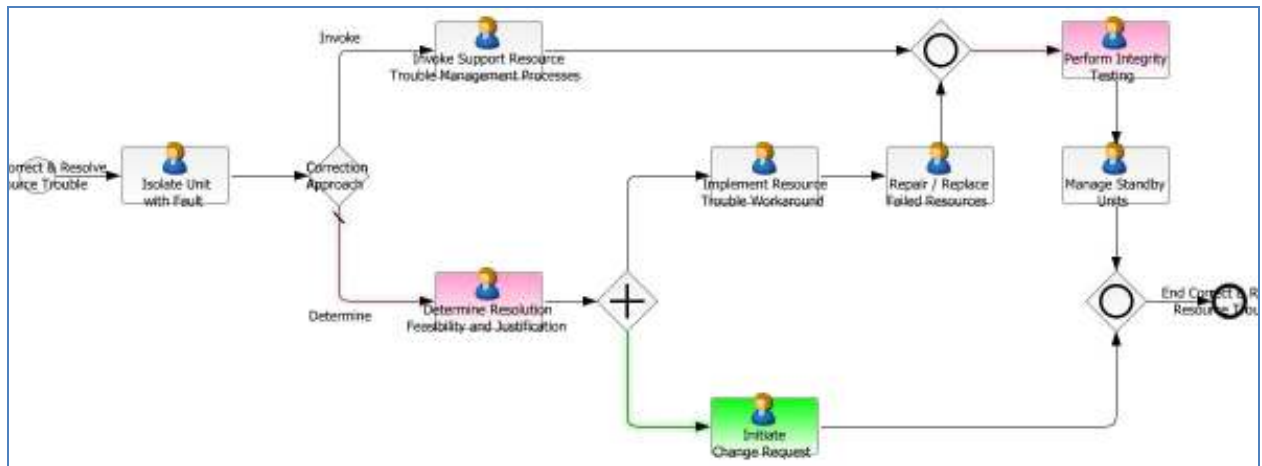 Invoke
Invoke Support Resource
Trouble Management Processes
Perform Integrity
Testing
orrect & Resolve
ource Trouble
Isolate Unit
with Fault
Correction
Approach
Implement Resource
Trouble Workaround
Repair / Replace
Failed Resources
Manage Standby
Units
Determine
Determine Resolution
Feasibility and Justification
End Correct & R
Resource Trou
Initiate
Change Request